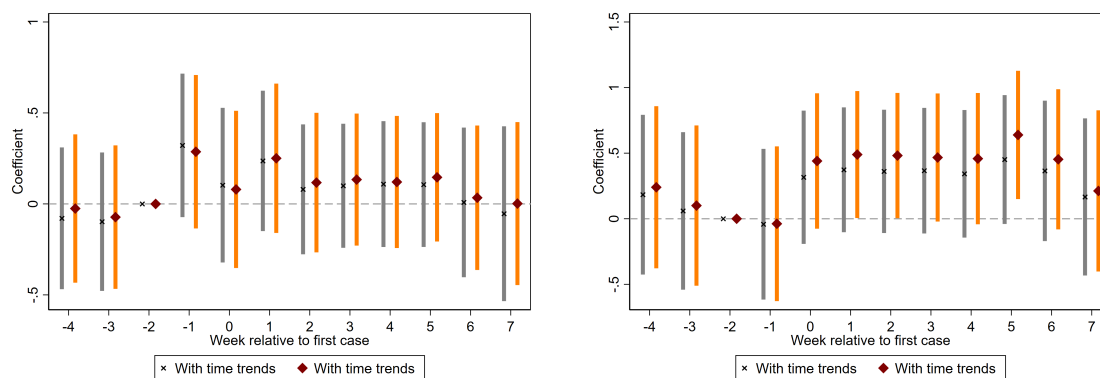 1
.5
0
-.5
Coefficient
-4 -3 -2 -1 0 1 2 3 4 5 6 7
Week relative to first case
× With time trends ◆ With time trends
1.5
1
.5
0
-.5
Coefficient
-4 -3 -2 -1 0 1 2 3 4 5 6 7
Week relative to first case
× With time trends ◆ With time trends